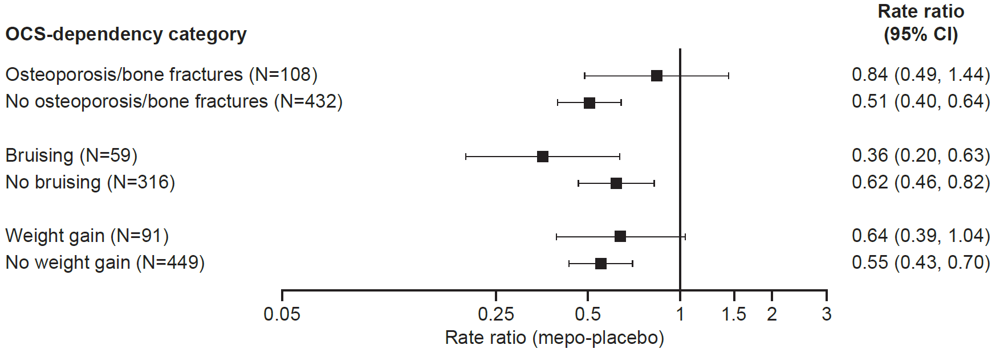 Rate ratio
OCS-dependency category (95% CI)
Osteoporosis/bone fractures (N=108) 0.84 (0.49, 1.44)
No osteoporosis/bone fractures (N=432) 0.51 (0.40, 0.64)
Bruising (N=59) 0.36 (0.20, 0.63)
No bruising (N=316) 0.62 (0.46, 0.82)
Weight gain (N=91) 0.64 (0.39, 1.04)
No weight gain (N=449) 0.55 (0.43, 0.70)
0.05 0.25 0.5 1 1.5 2 3
Rate ratio (mepo-placebo)